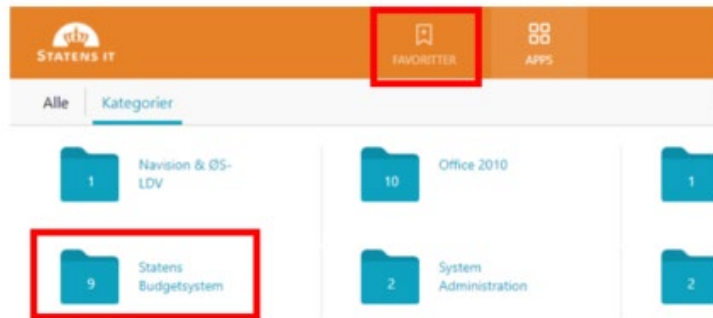 STATENS IT
FAVORITTER
APPS
Alle
Kategorier
1
Navision & ØS-
LDV
10
Office 2010
1
9
Statens
Budgetsystem
2
System
Administration
2